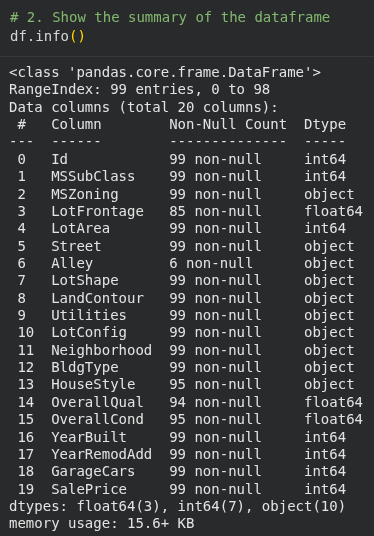 # 2. Show the summary of the dataframe
df.info()
<class 'pandas.core.frame.DataFrame'>
RangeIndex: 99 entries, 0 to 98
Data columns (total 20 columns):
 #   Column        Non-Null Count  Dtype
---  ------        --------------  -----
 0   Id            99 non-null     int64
 1   MSSubClass    99 non-null     int64
 2   MSZoning      99 non-null     object
 3   LotFrontage   85 non-null     float64
 4   LotArea       99 non-null     int64
 5   Street        99 non-null     object
 6   Alley         6 non-null      object
 7   LotShape      99 non-null     object
 8   LandContour   99 non-null     object
 9   Utilities     99 non-null     object
 10  LotConfig     99 non-null     object
 11  Neighborhood  99 non-null     object
 12  BldgType      99 non-null     object
 13  HouseStyle    95 non-null     object
 14  OverallQual   94 non-null     float64
 15  OverallCond   95 non-null     float64
 16  YearBuilt     99 non-null     int64
 17  YearRemodAdd  99 non-null     int64
 18  GarageCars    99 non-null     int64
 19  SalePrice     99 non-null     int64
dtypes: float64(3), int64(7), object(10)
memory usage: 15.6+ KB